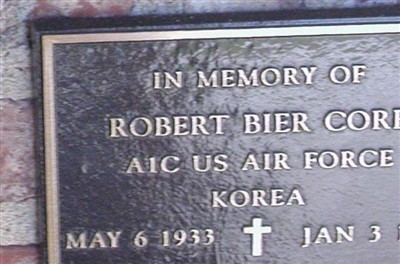 IN MEMORY OF
ROBERT BIER
A1C US AIR FORCE
KOREA
MAY 6 1933 JAN 3